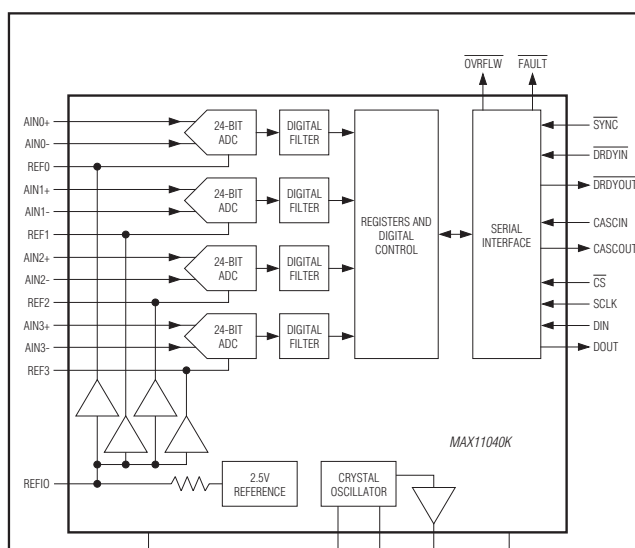 OVRFLW
FAULT
AIN0+
AIN0-
REF0
AIN1+
AIN1-
REF1
AIN2+
AIN2-
REF2
AIN3+
AIN3-
REF3
REFIO
24-BIT
ADC
DIGITAL
FILTER
24-BIT
ADC
DIGITAL
FILTER
24-BIT
ADC
DIGITAL
FILTER
24-BIT
ADC
DIGITAL
FILTER
REGISTERS AND
DIGITAL
CONTROL
SERIAL
INTERFACE
SYNC
DRDYIN
DRDYOUT
CASCIN
CASCOUT
CS
SCLK
DIN
DOUT
MAX11040K
2.5V
REFERENCE
CRYSTAL
OSCILLATOR